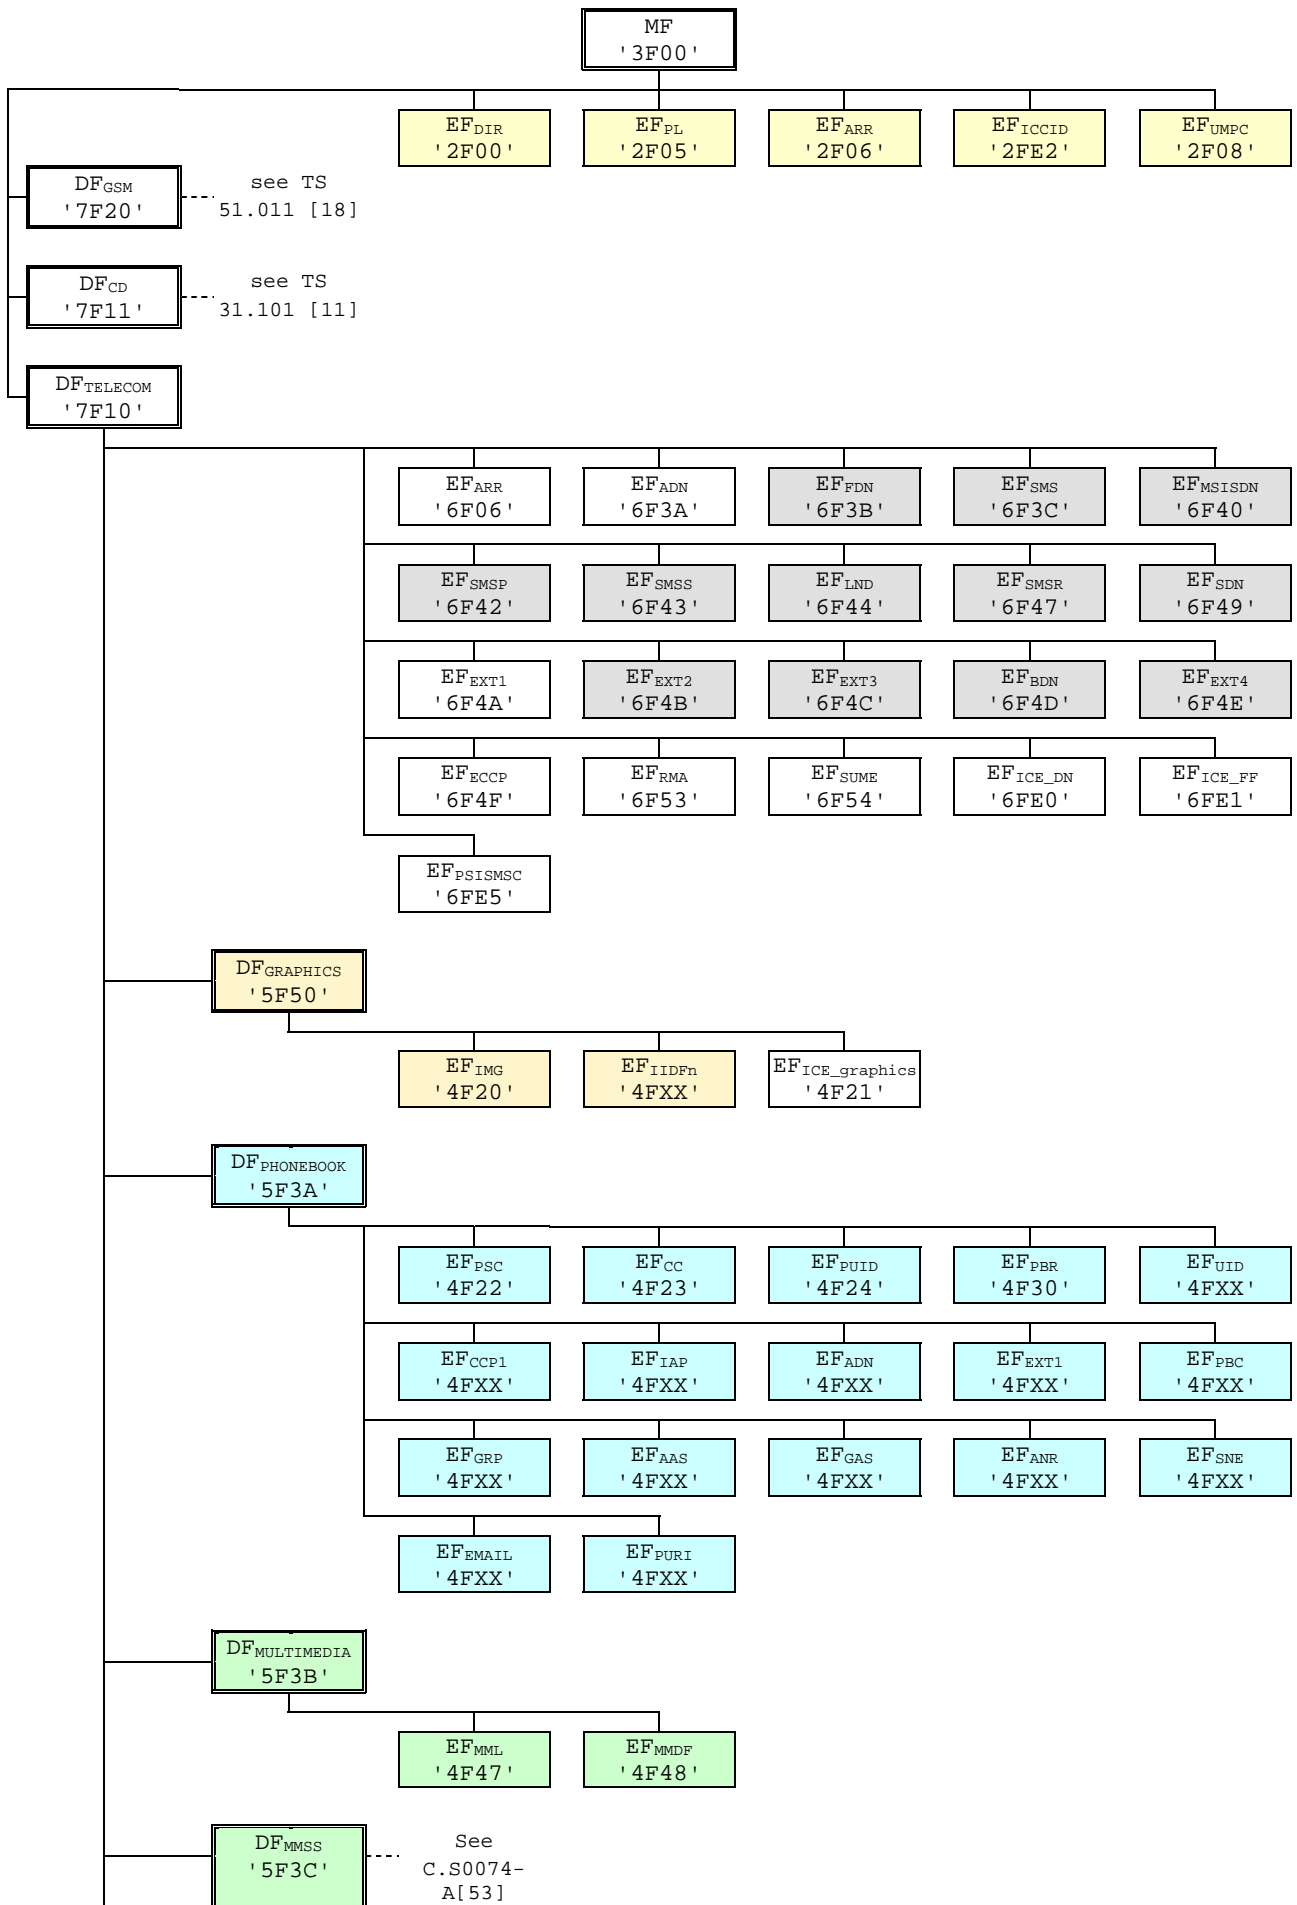 MF
'3F00'
EFDIR
'2F00'
EFPL
'2F05'
EFARR
'2F06'
EFICCID
'2FE2'
EFUMPC
'2F08'
DFGSM
'7F20'
see TS
51.011 [18]
DFCD
'7F11'
see TS
31.101 [11]
DFTELECOM
'7F10'
EFARR
'6F06'
EFADN
'6F3A'
EFFDN
'6F3B'
EFSMS
'6F3C'
EFMSISDN
'6F40'
EFSMSP
'6F42'
EFSMSS
'6F43'
EFLND
'6F44'
EFSMSR
'6F47'
EFSDN
'6F49'
EFEXT1
'6F4A'
EFEXT2
'6F4B'
EFEXT3
'6F4C'
EFBDN
'6F4D'
EFEXT4
'6F4E'
EFECCP
'6F4F'
EFRMA
'6F53'
EFSUME
'6F54'
EFICE_DN
'6FE0'
EFICE_FF
'6FE1'
EFPSISMSC
'6FE5'
DFGRAPHICS
'5F50'
EFIMG
'4F20'
EFIIDFn
'4FXX'
EFICE_graphics
'4F21'
DFPHONEBOOK
'5F3A'
EFPSC
'4F22'
EFCC
'4F23'
EFPUID
'4F24'
EFPBR
'4F30'
EFUID
'4FXX'
EFCCP1
'4FXX'
EFIAP
'4FXX'
EFADN
'4FXX'
EFEXT1
'4FXX'
EFPBC
'4FXX'
EFGRP
'4FXX'
EFAAS
'4FXX'
EFGAS
'4FXX'
EFANR
'4FXX'
EFSNE
'4FXX'
EFEMAIL
'4FXX'
EFPURI
'4FXX'
DFMULTIMEDIA
'5F3B'
EFMML
'4F47'
EFMMDF
'4F48'
DFMMSS
'5F3C'
See
C.S0074-
A[53]